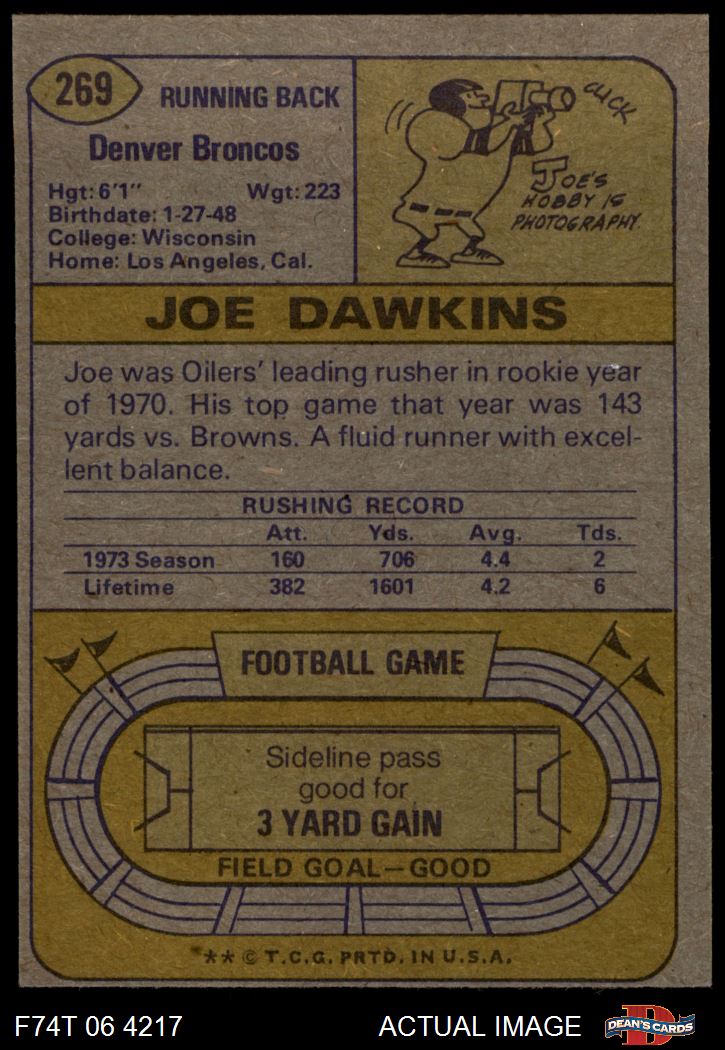 269
RUNNING BACK
Denver Broncos
Hgt: 6'1" Wgt: 223
Birthdate: 1-27-48
College: Wisconsin
Home: Los Angeles, Cal.
CLICK
JOE'S
HOBBY IS
PHOTOGRAPHY
JOE DAWKINS
Joe was Oilers' leading rusher in rookie year
of 1970. His top game that year was 143
yards vs. Browns. A fluid runner with excel-
lent balance.
RUSHING RECORD
Att. Yds. Avg. Tds.
1973 Season 160 706 4.4 2
Lifetime 382 1601 4.2 6
FOOTBALL GAME
Sideline pass
good for
3 YARD GAIN
FIELD GOAL—GOOD
** © T.C.G. PRTD. IN U.S.A.
F74T 06 4217 ACTUAL IMAGE
D
DEAN'S CARDS